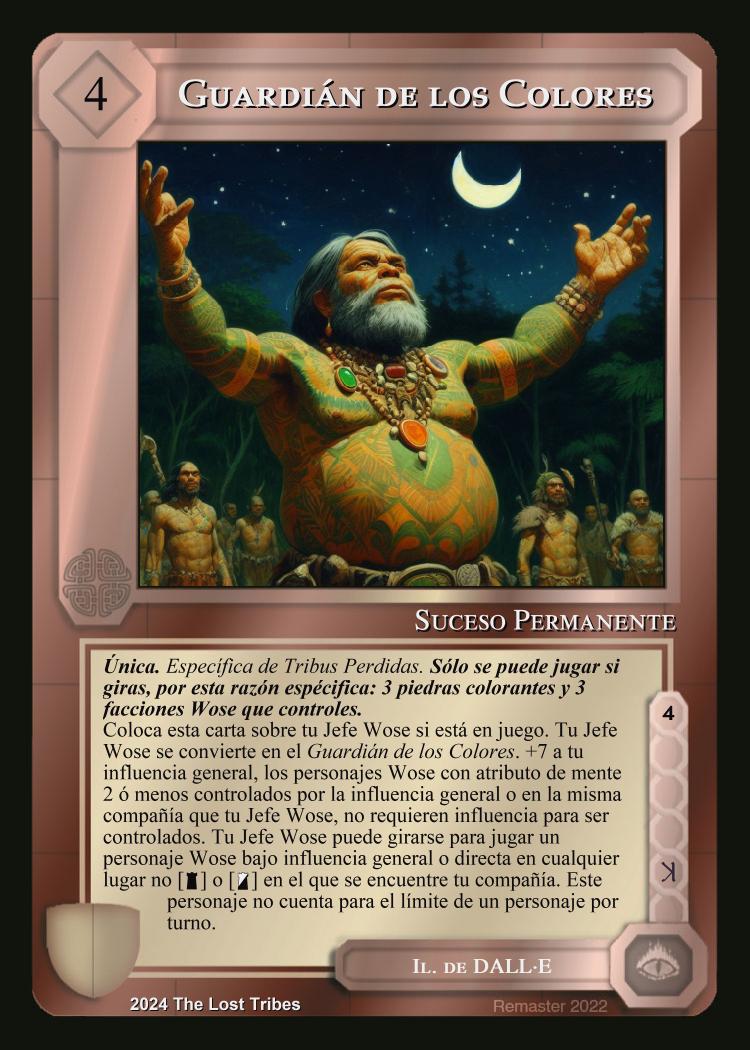 4
Guardián de los Colores
Suceso Permanente
Única. Específica de Tribus Perdidas. Sólo se puede jugar si
giras, por esta razón espécifica: 3 piedras colorantes y 3
facciones Wose que controles.
Coloca esta carta sobre tu Jefe Wose si está en juego. Tu Jefe
Wose se convierte en el Guardián de los Colores. +7 a tu
influencia general, los personajes Wose con atributo de mente
2 ó menos controlados por la influencia general o en la misma
compañía que tu Jefe Wose, no requieren influencia para ser
controlados. Tu Jefe Wose puede girarse para jugar un
personaje Wose bajo influencia general o directa en cualquier
lugar no [] o [] en el que se encuentre tu compañía. Este
personaje no cuenta para el límite de un personaje por
turno.
4
Il. de DALL·E
2024 The Lost Tribes
Remaster 2022